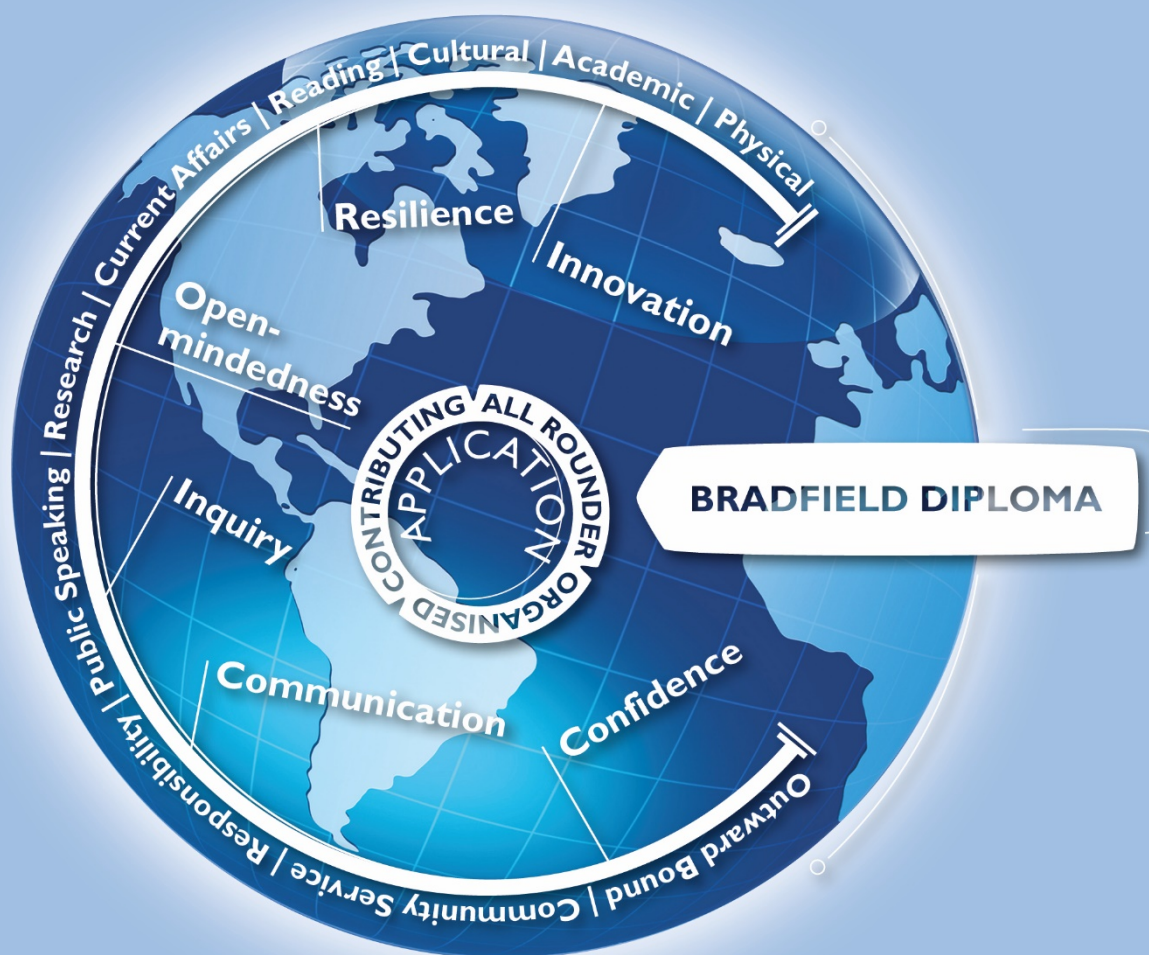 Outward Bound | Community Service | Responsibility | Public Speaking | Research | Current Affairs | Reading | Cultural | Academic | Physical
Resilience
Innovation
Open-
mindedness
Inquiry
Communication
Confidence
CONTRIBUTING ALL ROUNDER ORGANISED
APPLICATION
BRADFIELD DIPLOMA